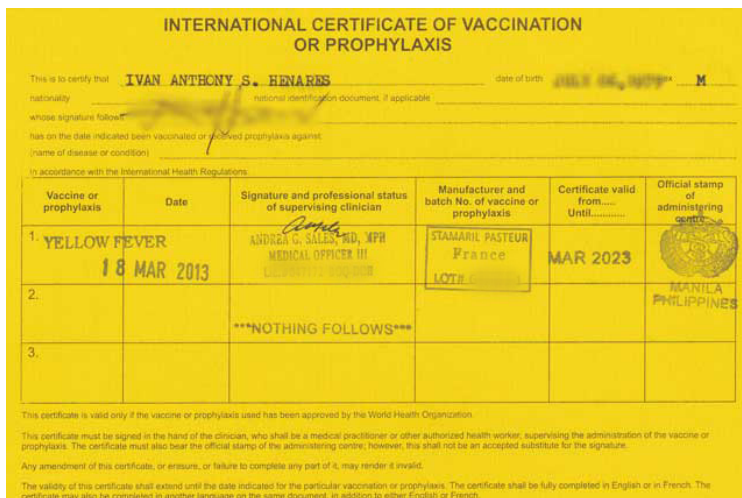 INTERNATIONAL CERTIFICATE OF VACCINATION
OR PROPHYLAXIS
This is to certify that IVAN ANTHONY S. HENARES date of birth M
nationality national identification document, if applicable
whose signature follows
has on the date indicated been vaccinated or received prophylaxis against:
(name of disease or condition)
in accordance with the International Health Regulations.
Vaccine or prophylaxis
Date
Signature and professional status of supervising clinician
Manufacturer and batch No. of vaccine or prophylaxis
Certificate valid from..... Until...........
Official stamp of administering centre
1. YELLOW FEVER
18 MAR 2013
ANDREA G. SALES, MD, MPH
MEDICAL OFFICER III
STAMARIL PASTEUR
France
LOT#
MAR 2023
MANILA
PHILIPPINES
2.
***NOTHING FOLLOWS***
3.
This certificate is valid only if the vaccine or prophylaxis used has been approved by the World Health Organization.
This certificate must be signed in the hand of the clinician, who shall be a medical practitioner or other authorized health worker, supervising the administration of the vaccine or
prophylaxis. The certificate must also bear the official stamp of the administering centre; however, this shall not be an accepted substitute for the signature.
Any amendment of this certificate, or erasure, or failure to complete any part of it, may render it invalid.
The validity of this certificate shall extend until the date indicated for the particular vaccination or prophylaxis. The certificate shall be fully completed in English or in French. The
certificate may also be completed in another language on the same document, in addition to either English or French.